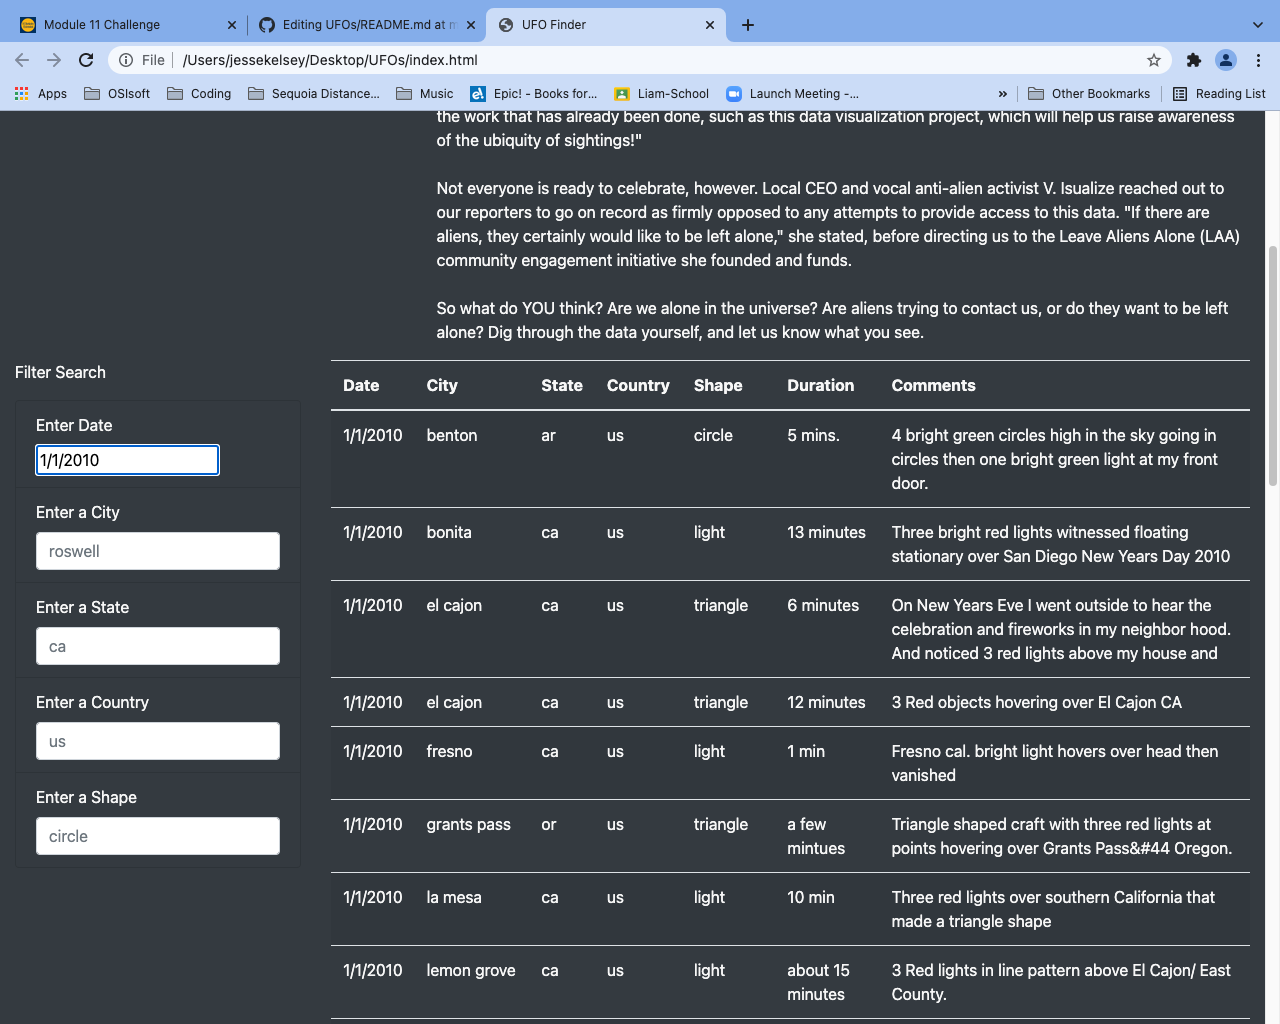 Module 11 Challenge
Editing UFOs/README.md at m
UFO Finder
File /Users/jessekelsey/Desktop/UFOs/index.html
Apps OSIsoft Coding Sequoia Distance... Music Epic! - Books for... Liam-School Launch Meeting -... » Other Bookmarks Reading List
the work that has already been done, such as this data visualization project, which will help us raise awareness
of the ubiquity of sightings!"
Not everyone is ready to celebrate, however. Local CEO and vocal anti-alien activist V. Isualize reached out to
our reporters to go on record as firmly opposed to any attempts to provide access to this data. "If there are
aliens, they certainly would like to be left alone," she stated, before directing us to the Leave Aliens Alone (LAA)
community engagement initiative she founded and funds.
So what do YOU think? Are we alone in the universe? Are aliens trying to contact us, or do they want to be left
alone? Dig through the data yourself, and let us know what you see.
Filter Search
Enter Date
1/1/2010
Enter a City
roswell
Enter a State
ca
Enter a Country
us
Enter a Shape
circle
Date City State Country Shape Duration Comments
1/1/2010 benton ar us circle 5 mins. 4 bright green circles high in the sky going in
circles then one bright green light at my front
door.
1/1/2010 bonita ca us light 13 minutes Three bright red lights witnessed floating
stationary over San Diego New Years Day 2010
1/1/2010 el cajon ca us triangle 6 minutes On New Years Eve I went outside to hear the
celebration and fireworks in my neighbor hood.
And noticed 3 red lights above my house and
1/1/2010 el cajon ca us triangle 12 minutes 3 Red objects hovering over El Cajon CA
1/1/2010 fresno ca us light 1 min Fresno cal. bright light hovers over head then
vanished
1/1/2010 grants pass or us triangle a few Triangle shaped craft with three red lights at
mintues points hovering over Grants Pass&#44 Oregon.
1/1/2010 la mesa ca us light 10 min Three red lights over southern California that
made a triangle shape
1/1/2010 lemon grove ca us light about 15 3 Red lights in line pattern above El Cajon/ East
minutes County.